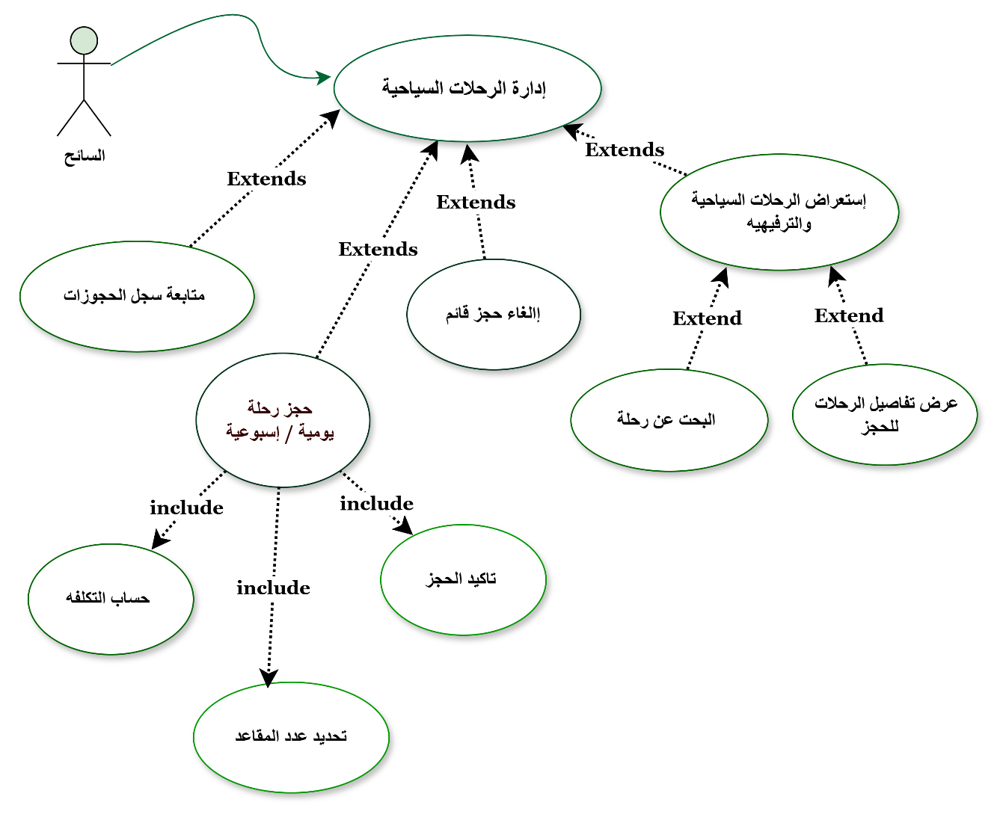 إدارة الرحلات السياحية
السائح
Extends
Extends
Extends
Extends
إستعراض الرحلات السياحية
والترفيهيه
متابعة سجل الحجوزات
إالغاء حجز قائم
Extend
Extend
حجز رحلة
يومية / إسبوعية
البحت عن رحلة
عرض تفاصيل الرحلات
للحجز
include
include
include
حساب التكلفه
تاكيد الحجز
تحديد عدد المقاعد